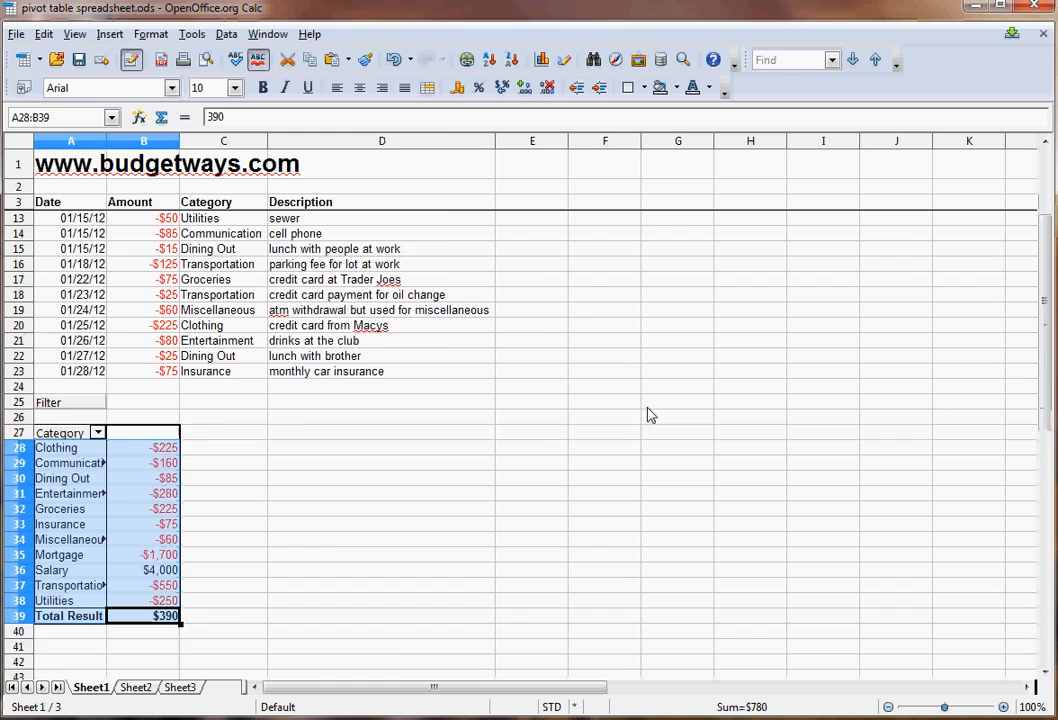 pivot table spreadsheet.ods - OpenOffice.org Calc
File Edit View Insert Format Tools Data Window Help
Find
Arial 10
A28:B39 390
A B C D E F G H I J K
1 www.budgetways.com
2
3 Date Amount Category Description
13 01/15/12 -$50 Utilities sewer
14 01/15/12 -$85 Communication cell phone
15 01/15/12 -$15 Dining Out lunch with people at work
16 01/18/12 -$125 Transportation parking fee for lot at work
17 01/22/12 -$75 Groceries credit card at Trader Joes
18 01/23/12 -$25 Transportation credit card payment for oil change
19 01/24/12 -$60 Miscellaneous atm withdrawal but used for miscellaneous
20 01/25/12 -$225 Clothing credit card from Macys
21 01/26/12 -$80 Entertainment drinks at the club
22 01/27/12 -$25 Dining Out lunch with brother
23 01/28/12 -$75 Insurance monthly car insurance
24
25 Filter
26
27 Category
28 Clothing -$225
29 Communicat -$160
30 Dining Out -$85
31 Entertainmer -$280
32 Groceries -$225
33 Insurance -$75
34 Miscellaneou -$60
35 Mortgage -$1,700
36 Salary $4,000
37 Transportatio -$550
38 Utilities -$250
39 Total Result $390
40
41
42
43
Sheet1 Sheet2 Sheet3
Sheet 1 / 3 Default STD * Sum=$780 100%